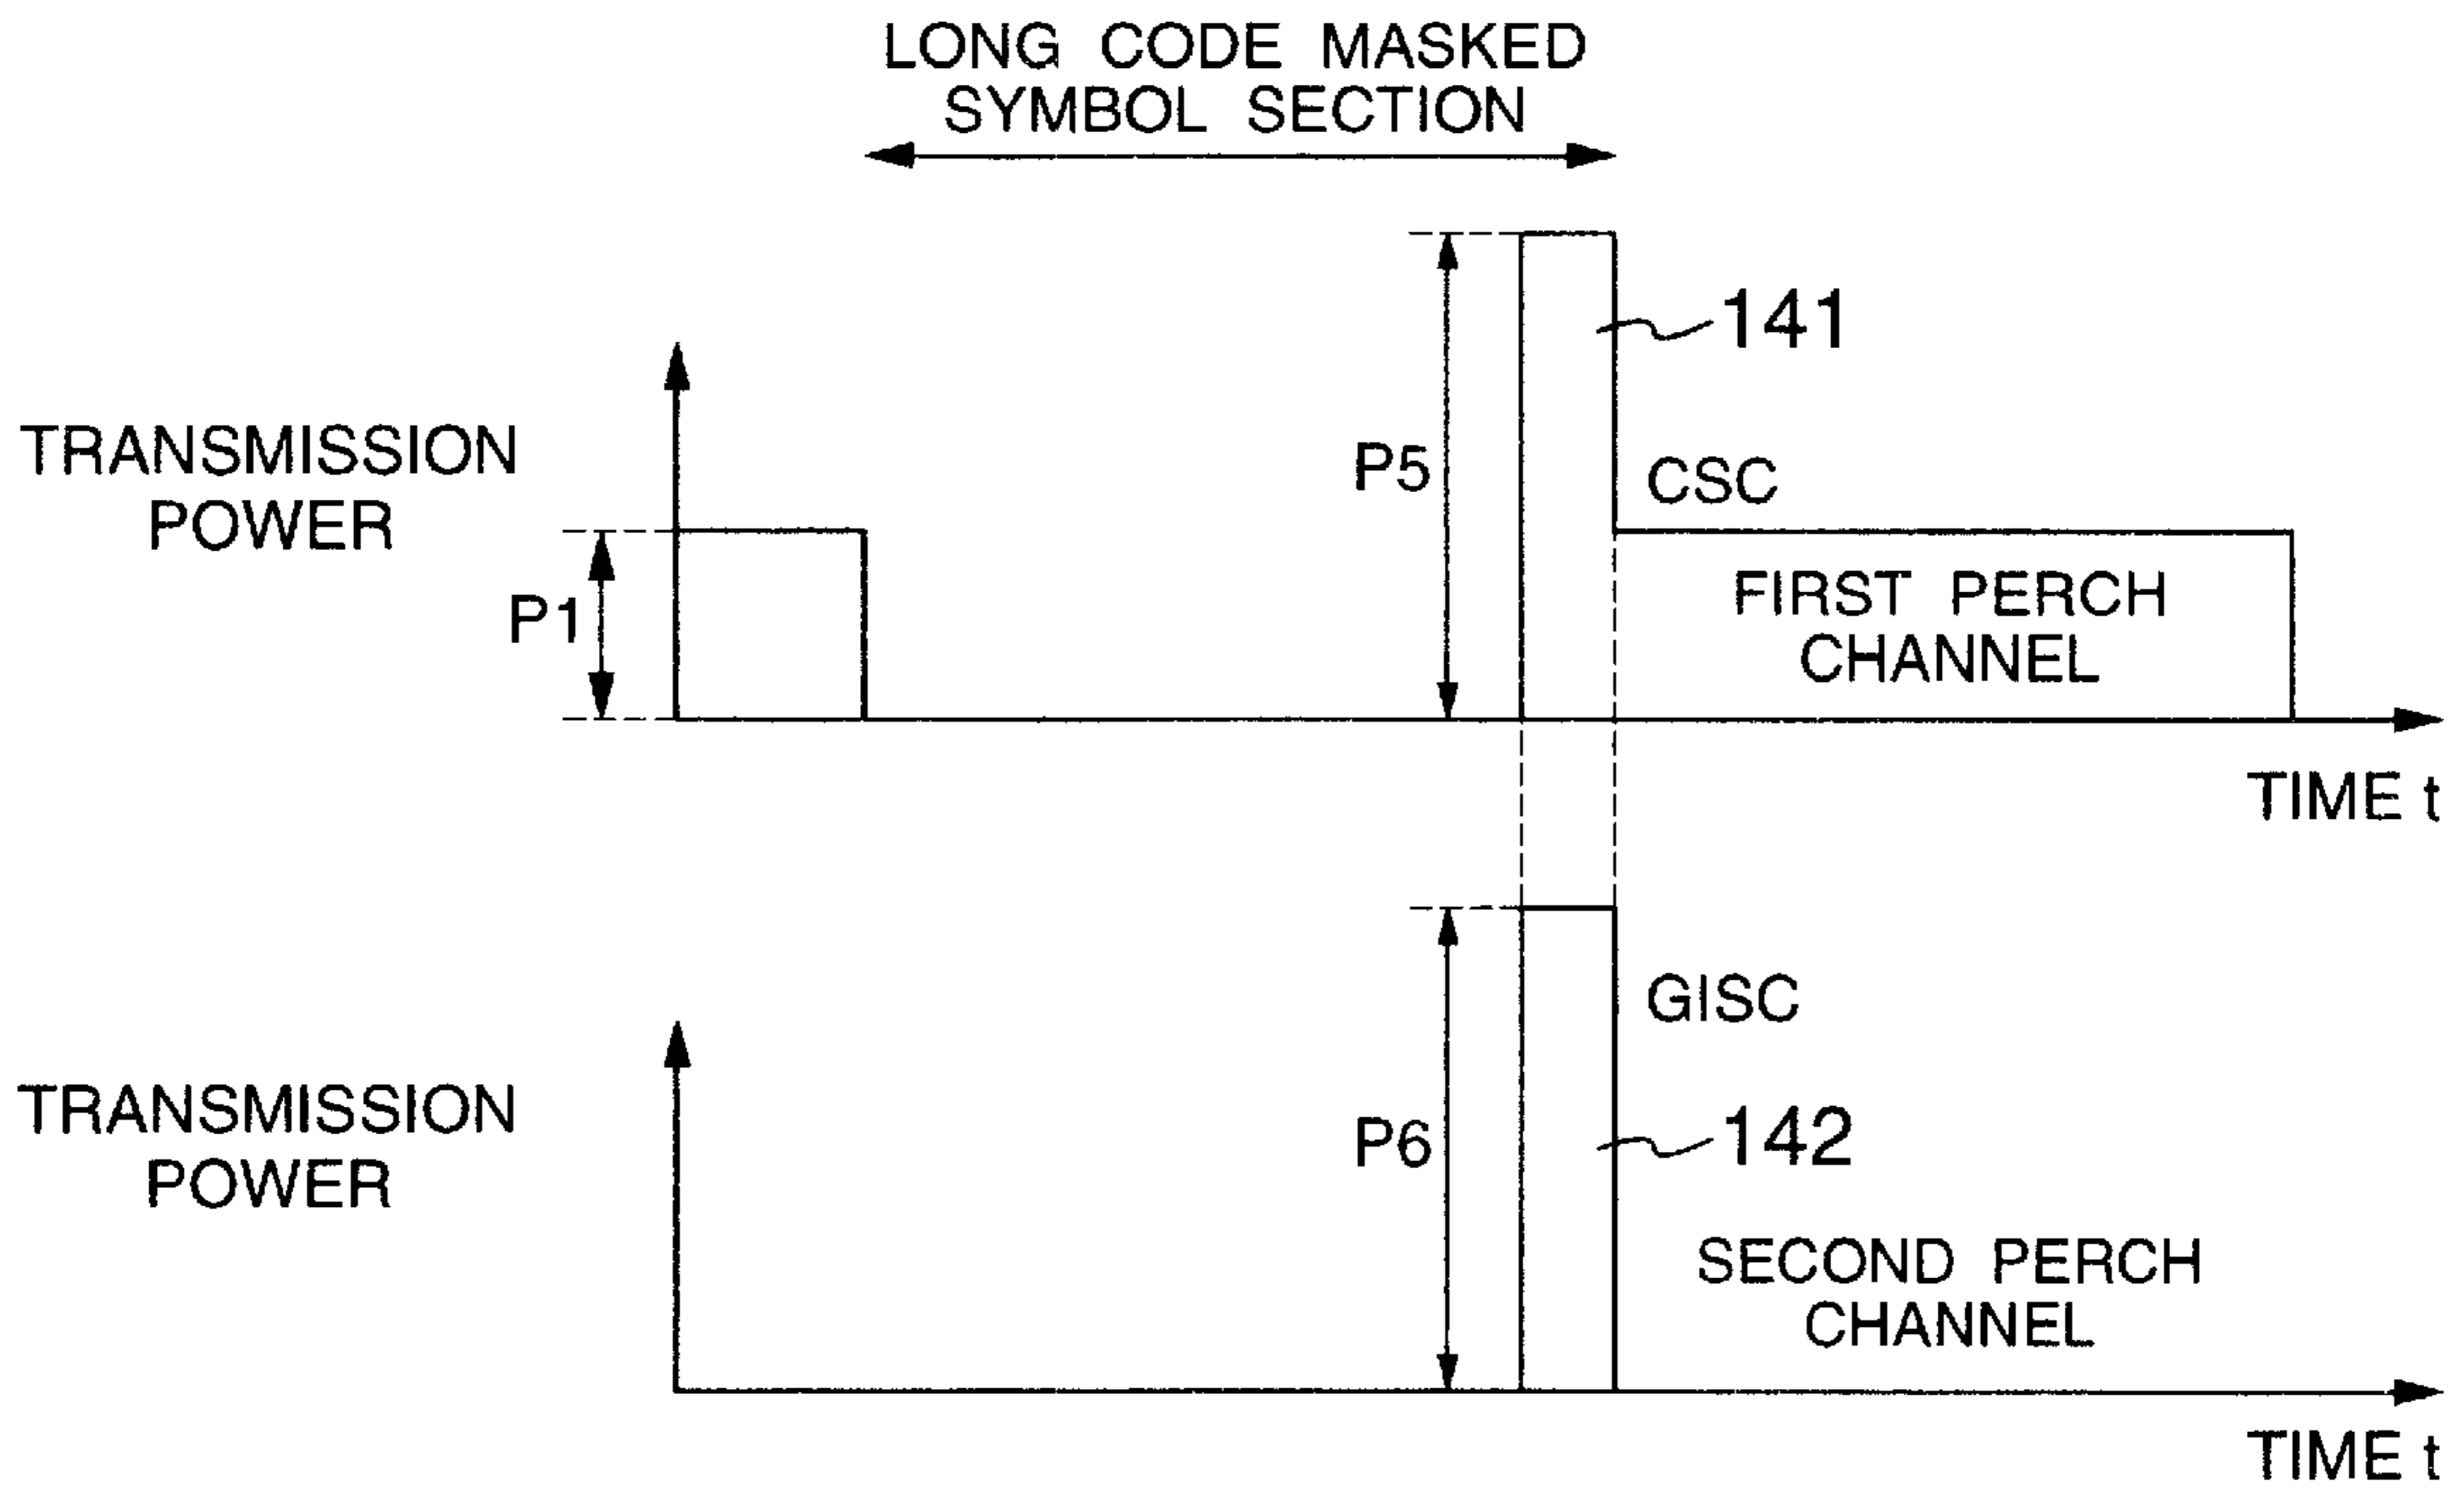 LONG CODE MASKED
SYMBOL SECTION
141
TRANSMISSION
POWER
P5
CSC
P1
FIRST PERCH
CHANNEL
TIME t
GISC
TRANSMISSION
POWER
P6
142
SECOND PERCH
CHANNEL
TIME t